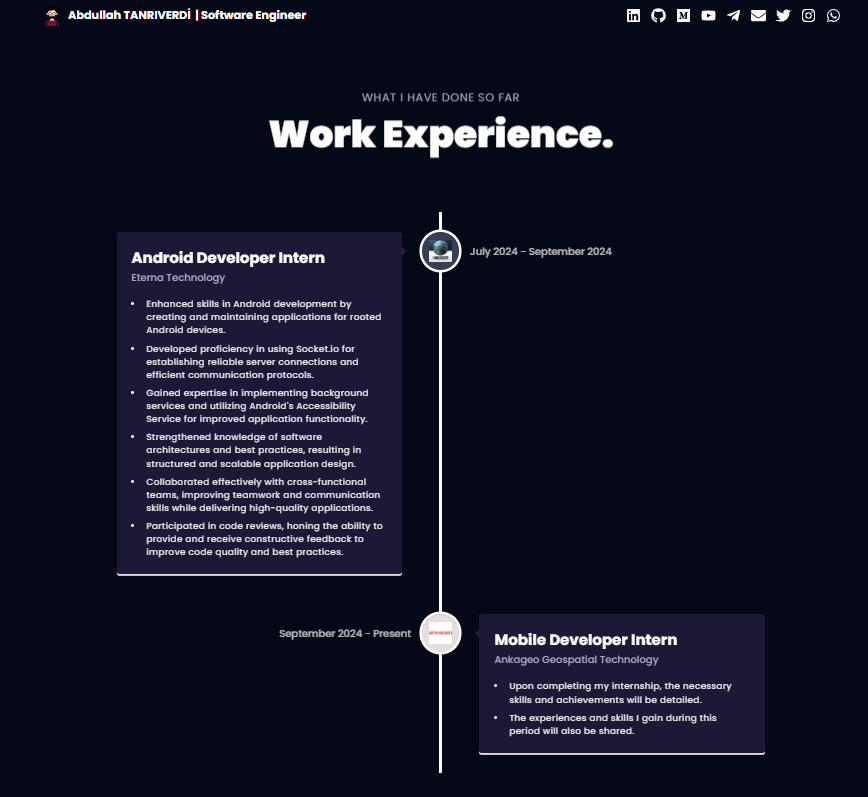 Abdullah TANRIVERDİ | Software Engineer
WHAT I HAVE DONE SO FAR
Work Experience.
July 2024 - September 2024
Android Developer Intern
Eterna Technology
• Enhanced skills in Android development by
creating and maintaining applications for rooted
Android devices.
• Developed proficiency in using Socket.io for
establishing reliable server connections and
efficient communication protocols.
• Gained expertise in implementing background
services and utilizing Android's Accessibility
Service for improved application functionality.
• Strengthened knowledge of software
architectures and best practices, resulting in
structured and scalable application design.
• Collaborated effectively with cross-functional
teams, improving teamwork and communication
skills while delivering high-quality applications.
• Participated in code reviews, honing the ability to
provide and receive constructive feedback to
improve code quality and best practices.
September 2024 - Present
Mobile Developer Intern
Ankageo Geospatial Technology
• Upon completing my internship, the necessary
skills and achievements will be detailed.
• The experiences and skills I gain during this
period will also be shared.